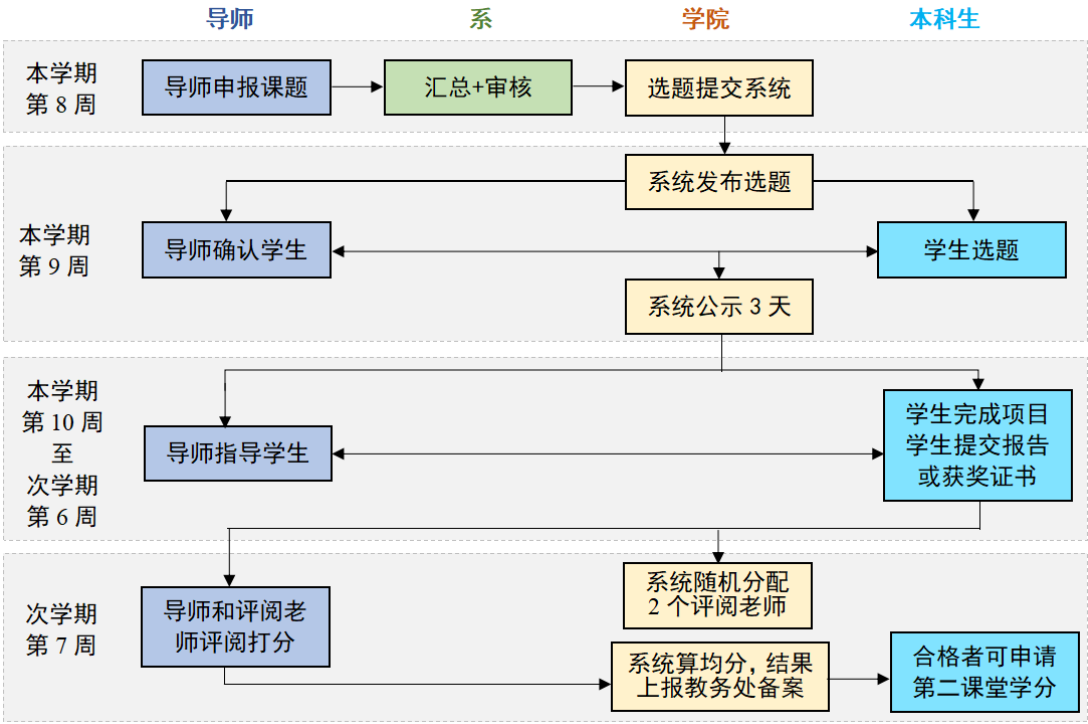 导师 系 学院 本科生
本学期
第 8 周
导师申报课题
汇总+审核
选题提交系统
本学期
第 9 周
系统发布选题
导师确认学生
学生选题
系统公示 3 天
本学期
第 10 周
至
次学期
第 6 周
导师指导学生
学生完成项目
学生提交报告
或获奖证书
次学期
第 7 周
导师和评阅老
师评阅打分
系统随机分配
2 个评阅老师
系统算均分，结果
上报教务处备案
合格者可申请
第二课堂学分